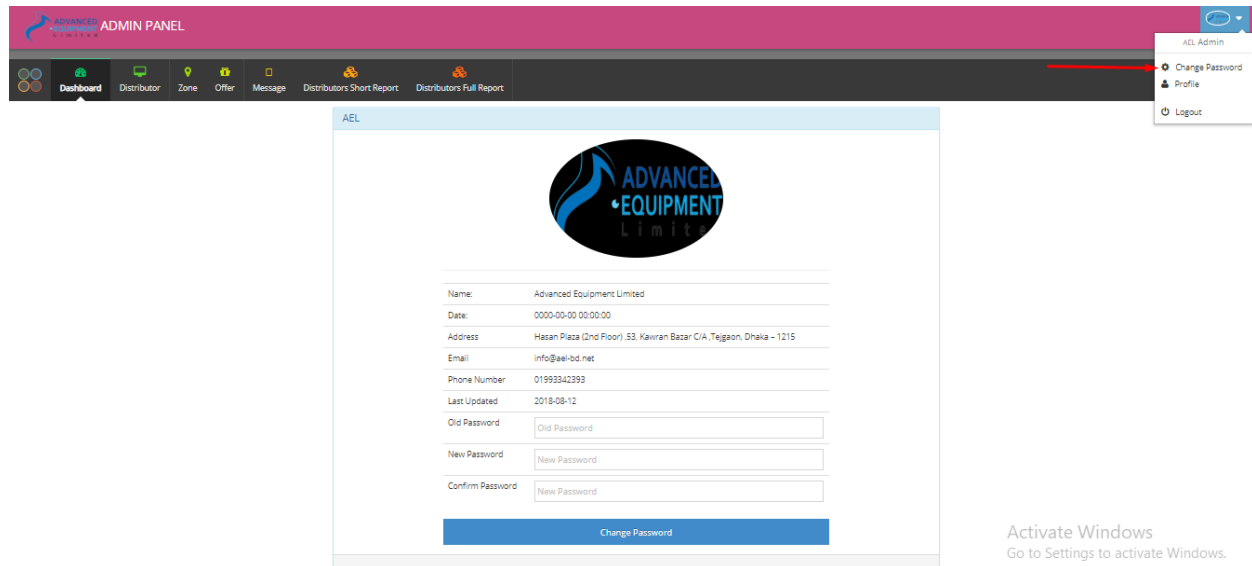 ADVANCED
EQUIPMENT
Limited
ADMIN PANEL
AEL Admin
Change Password
Profile
Logout
Dashboard
Distributor
Zone
Offer
Message
Distributors Short Report
Distributors Full Report
AEL
ADVANCED
EQUIPMENT
Limite
Name: Advanced Equipment Limited
Date: 0000-00-00 00:00:00
Address Hasan Plaza (2nd Floor) ,53, Kawran Bazar C/A ,Tejgaon, Dhaka – 1215
Email info@ael-bd.net
Phone Number 01993342393
Last Updated 2018-08-12
Old Password Old Password
New Password New Password
Confirm Password New Password
Change Password
Activate Windows
Go to Settings to activate Windows.